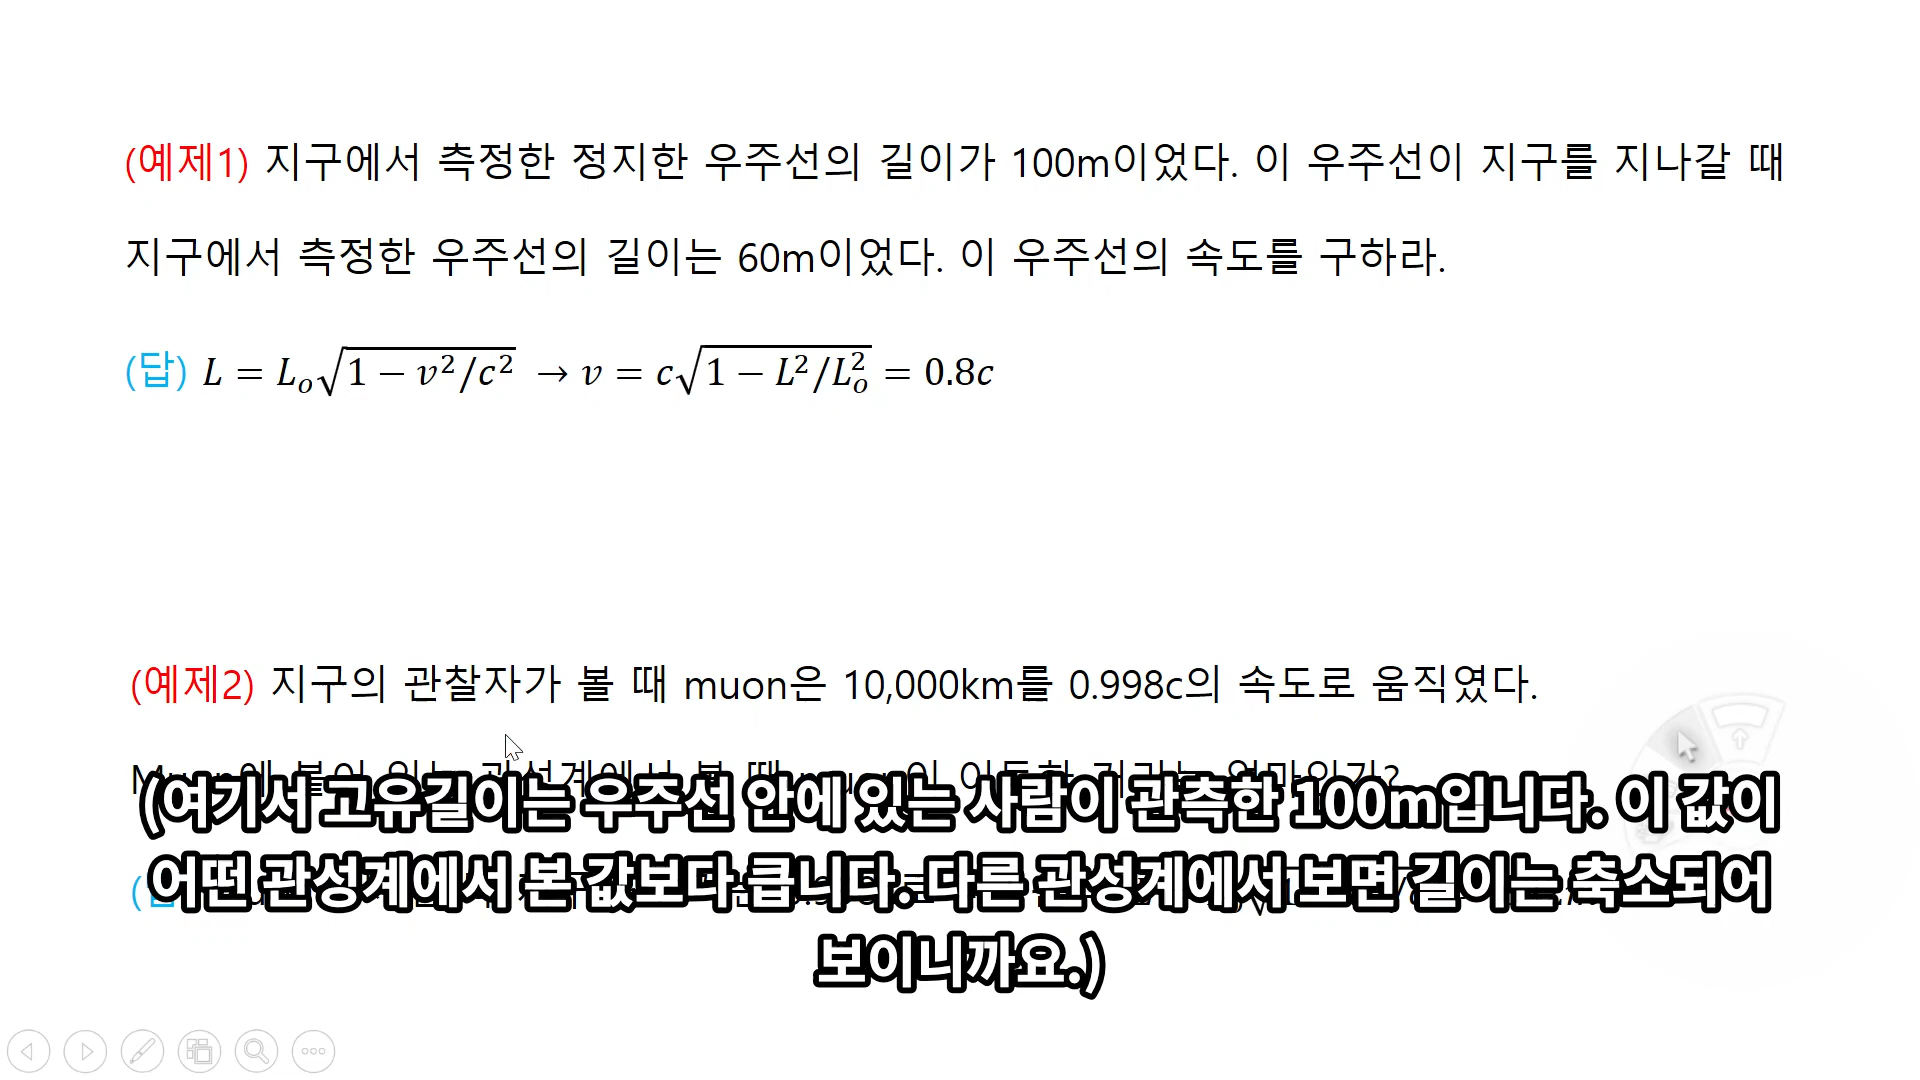 (예제1) 지구에서 측정한 정지한 우주선의 길이가 100m이었다. 이 우주선이 지구를 지나갈 때
지구에서 측정한 우주선의 길이는 60m이었다. 이 우주선의 속도를 구하라.
(답) L = Lₒ√(1 − v²/c²) → v = c√(1 − L²/Lₒ²) = 0.8c
(예제2) 지구의 관찰자가 볼 때 muon은 10,000km를 0.998c의 속도로 움직였다.
(여기서 고유길이는 우주선 안에 있는 사람이 관측한 100m입니다. 이 값이
어떤 관성계에서 본 값보다 큽니다. 다른 관성계에서 보면 길이는 축소되어
보이니까요.)